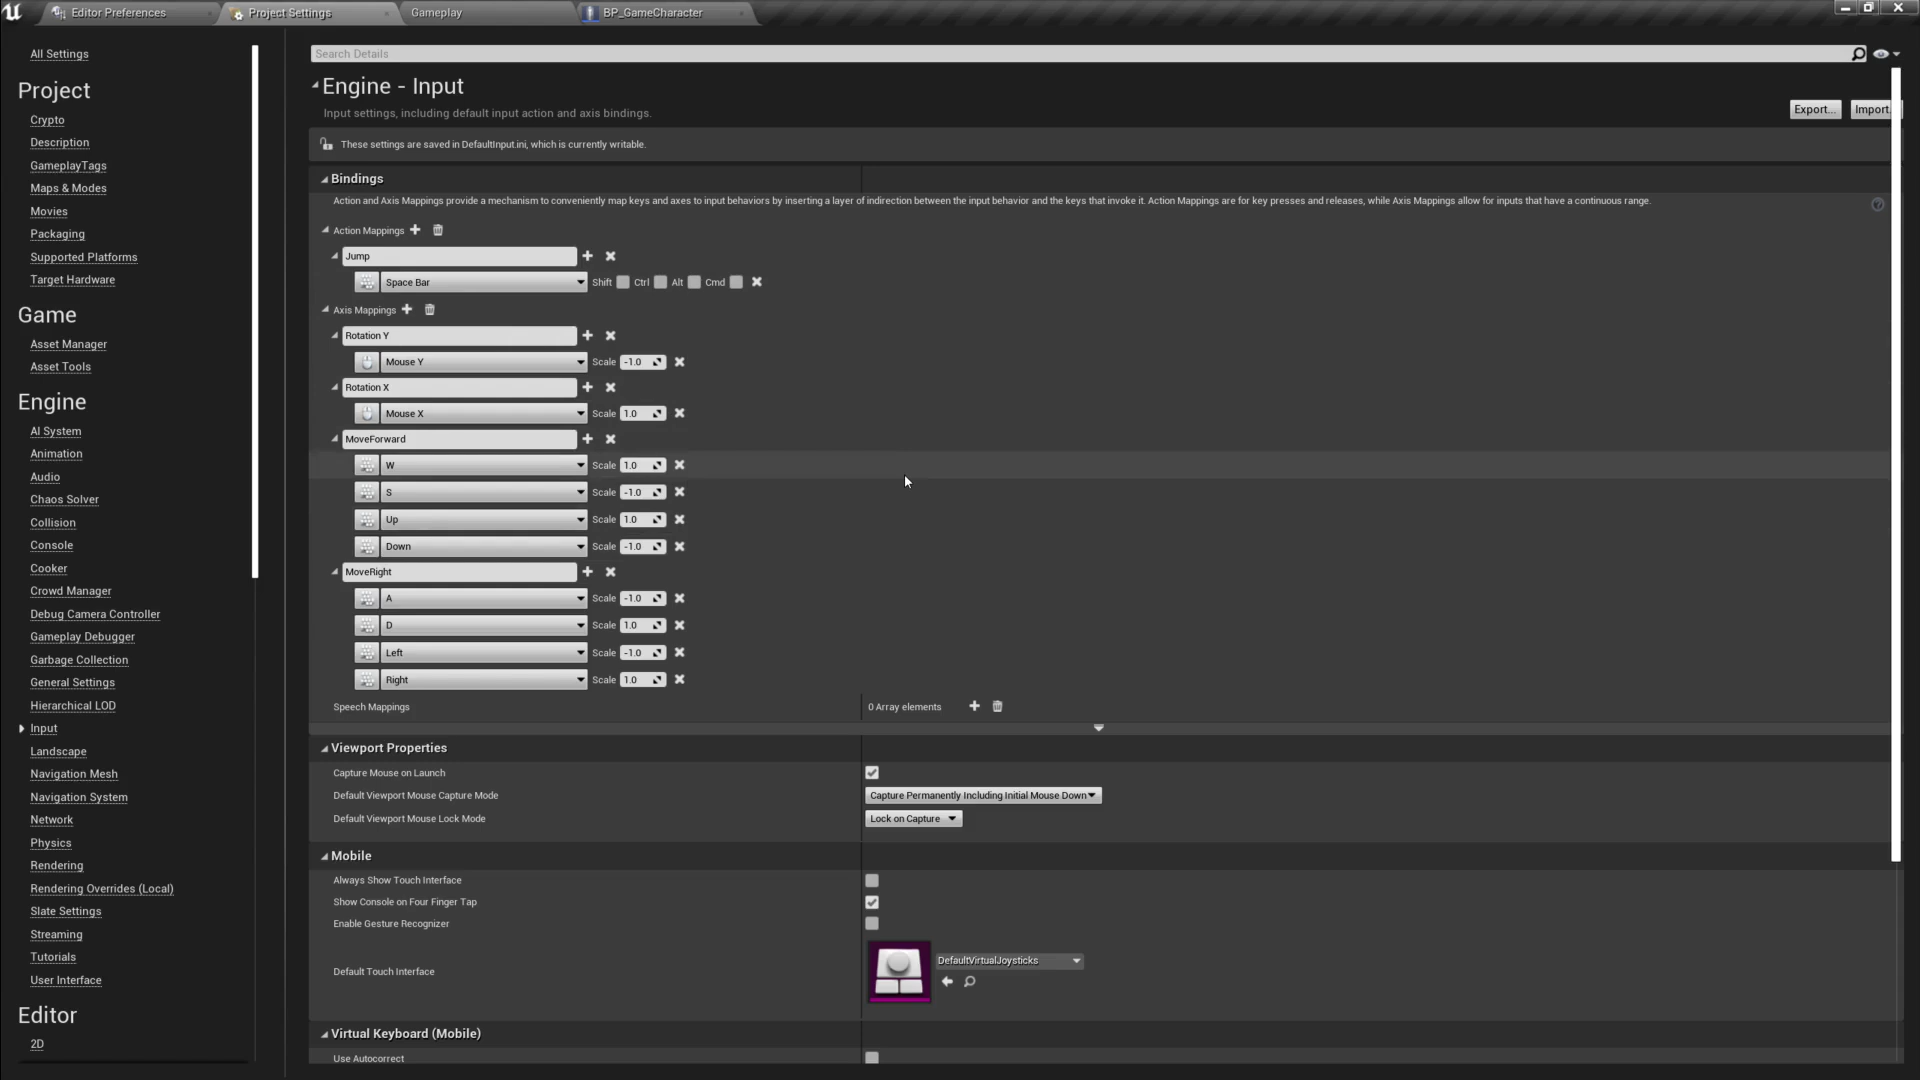 Editor Preferences
Project Settings
Gameplay
BP_GameCharacter
All Settings
Project
Crypto
Description
GameplayTags
Maps & Modes
Movies
Packaging
Supported Platforms
Target Hardware
Game
Asset Manager
Asset Tools
Engine
AI System
Animation
Audio
Chaos Solver
Collision
Console
Cooker
Crowd Manager
Debug Camera Controller
Gameplay Debugger
Garbage Collection
General Settings
Hierarchical LOD
Input
Landscape
Navigation Mesh
Navigation System
Network
Physics
Rendering
Rendering Overrides (Local)
Slate Settings
Streaming
Tutorials
User Interface
Editor
2D
Search Details
Engine - Input
Input settings, including default input action and axis bindings.
Export... Import
These settings are saved in DefaultInput.ini, which is currently writable.
Bindings
Action and Axis Mappings provide a mechanism to conveniently map keys and axes to input behaviors by inserting a layer of indirection between the input behavior and the keys that invoke it. Action Mappings are for key presses and releases, while Axis Mappings allow for inputs that have a continuous range.
Action Mappings
Jump
Space Bar Shift Ctrl Alt Cmd
Axis Mappings
Rotation Y
Mouse Y Scale -1.0
Rotation X
Mouse X Scale 1.0
MoveForward
W Scale 1.0
S Scale -1.0
Up Scale 1.0
Down Scale -1.0
MoveRight
A Scale -1.0
D Scale 1.0
Left Scale -1.0
Right Scale 1.0
Speech Mappings 0 Array elements
Viewport Properties
Capture Mouse on Launch
Default Viewport Mouse Capture Mode Capture Permanently Including Initial Mouse Down
Default Viewport Mouse Lock Mode Lock on Capture
Mobile
Always Show Touch Interface
Show Console on Four Finger Tap
Enable Gesture Recognizer
Default Touch Interface DefaultVirtualJoysticks
Virtual Keyboard (Mobile)
Use Autocorrect